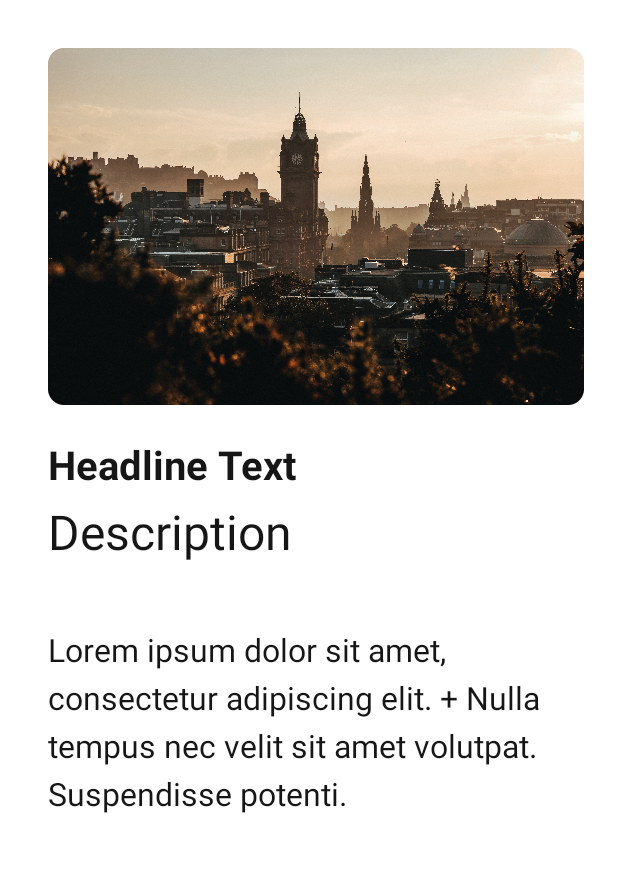 Headline Text
Description
Lorem ipsum dolor sit amet,
consectetur adipiscing elit. + Nulla
tempus nec velit sit amet volutpat.
Suspendisse potenti.